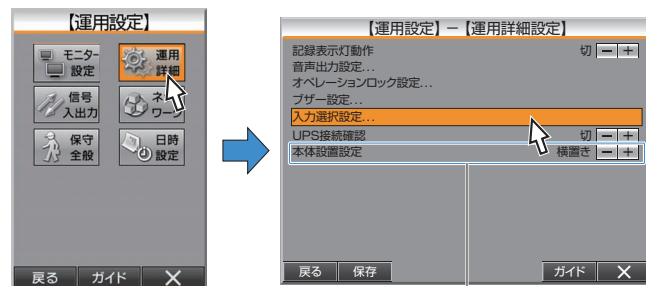 【運用設定】
モニター
設定
運用
詳細
信号
入出力
ネッ
ワーク
保守
全般
日時
設定
戻る ガイド ×
【運用設定】－【運用詳細設定】
記録表示灯動作 切 － ＋
音声出力設定...
オペレーションロック設定...
ブザー設定...
入力選択設定...
UPS接続確認 切 － ＋
本体設置設定 横置き － ＋
戻る 保存 ガイド ×